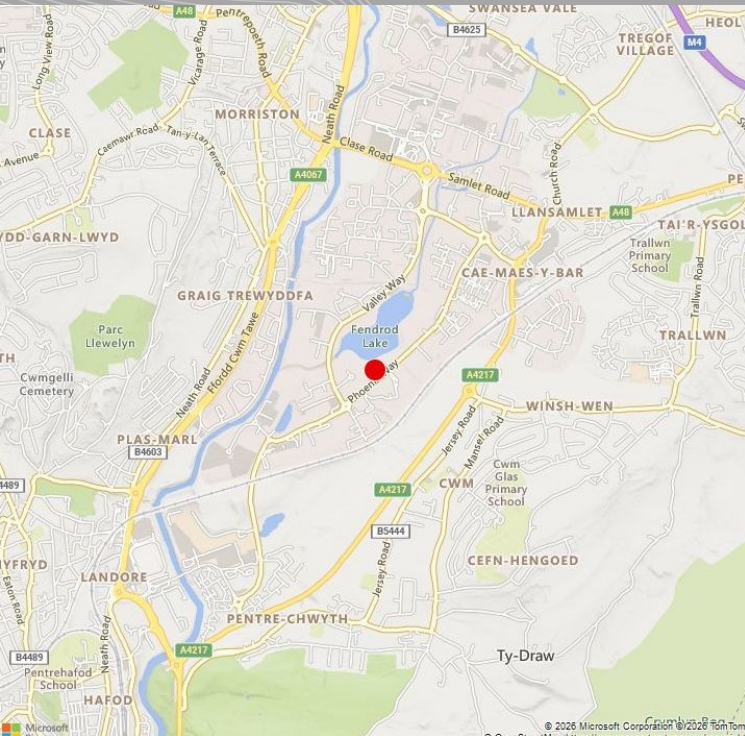 SWANSEA VALE
A48
Pentrepoeth Road
B4625
HEOL
TREGOF
VILLAGE
M4
Long View Road
Vicarage Road
MORRISTON
Neath Road
CLASE
Caemawr Road
Tan-y-Lan Terrace
Avenue
Clase Road
Church Road
A4067
Samlet Road
LLANSAMLET
A48
PE
YDD-GARN-LWYD
TAI'R-YSGOL
Trallwn
Primary
School
CAE-MAES-Y-BAR
Trallwn Road
GRAIG TREWYDDFA
Valley Way
Parc
Llewelyn
Fendrod
Lake
TRALLWN
TH
Ffordd Cwm Tawe
Cwmgelli
Cemetery
Neath Road
Phoenix Way
A4217
WINSH-WEN
PLAS-MARL
B4603
Jersey Road
Mansel Road
4489
Cwm
Glas
Primary
School
CWM
A4217
B5444
NYFRYD
CEFN-HENGOED
LANDORE
Jersey Road
Eaton Road
PENTRE-CHWYTH
Neath Road
A4217
B4489
Ty-Draw
Pentrehafod
School
HAFOD
Microsoft
© 2026 Microsoft Corporation © 2026 TomTom